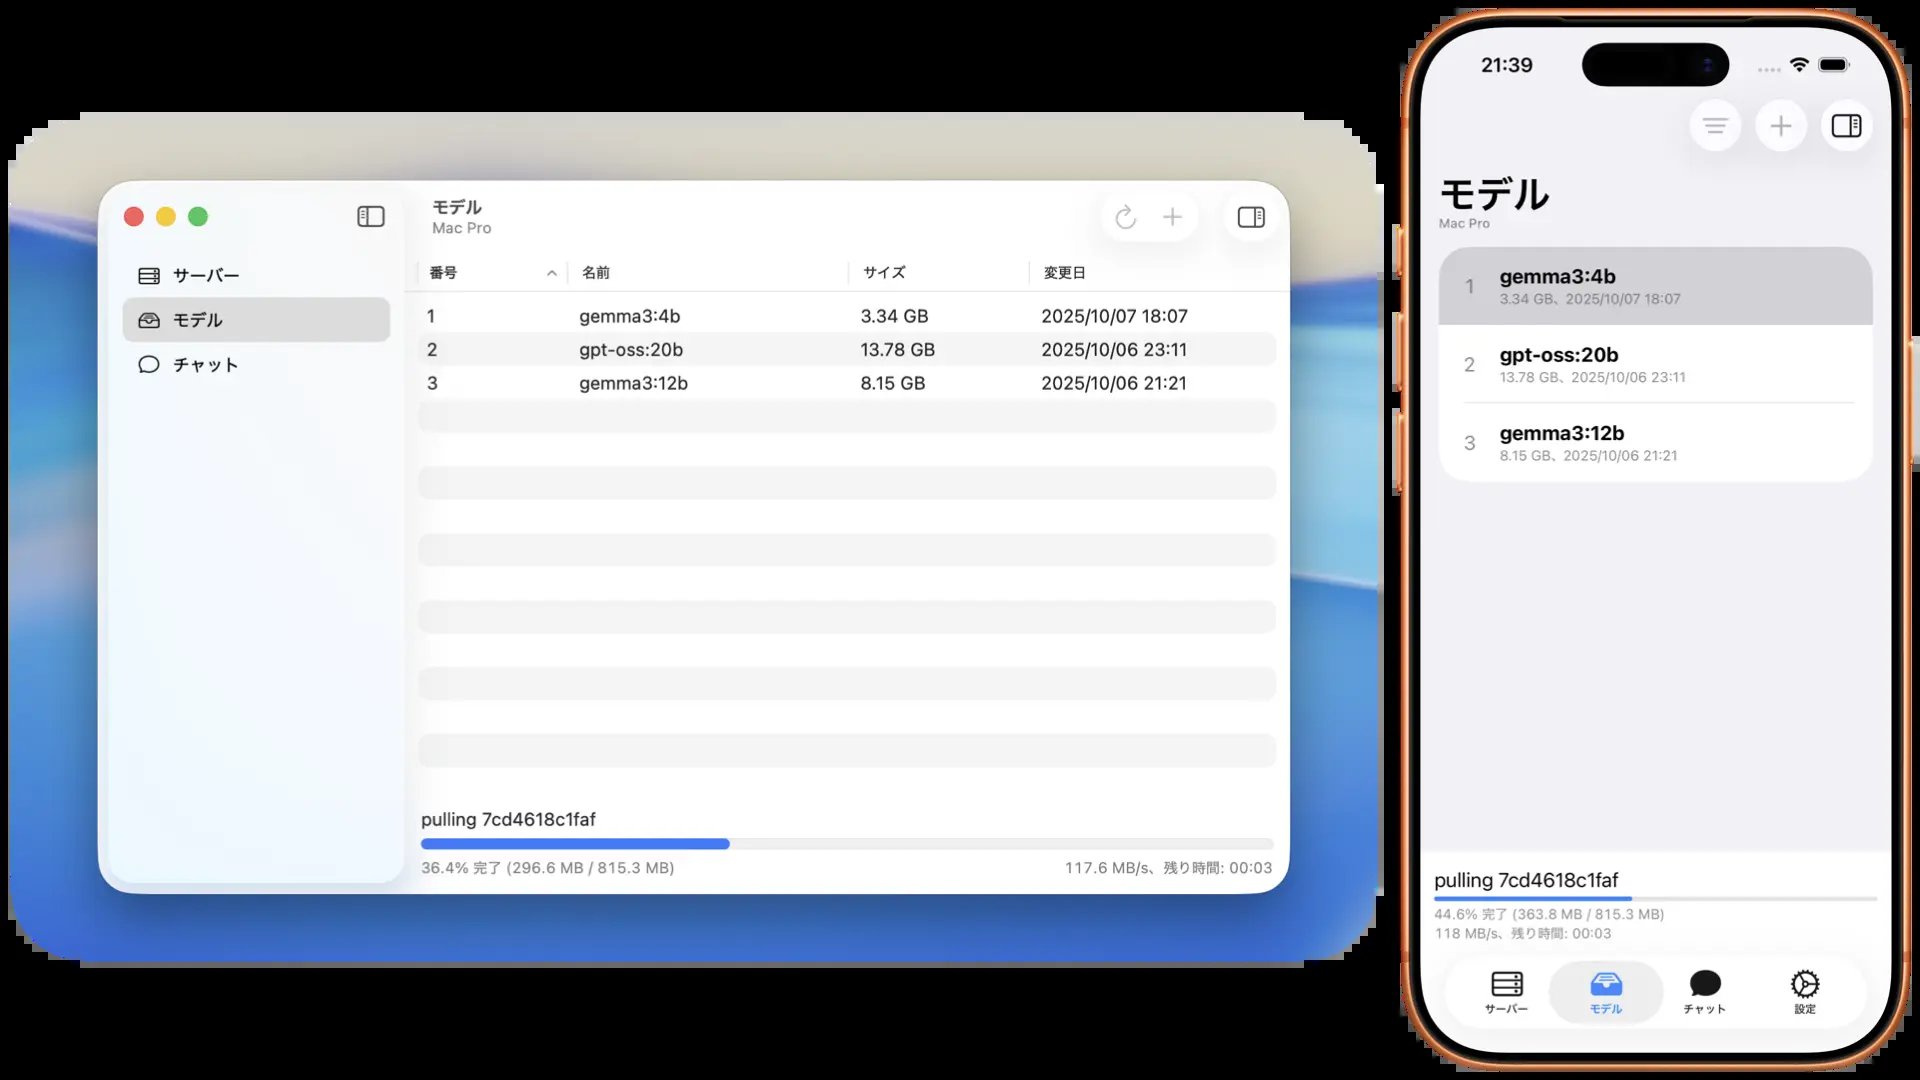 モデル
Mac Pro
サーバー
モデル
チャット
番号 名前 サイズ 変更日
1 gemma3:4b 3.34 GB 2025/10/07 18:07
2 gpt-oss:20b 13.78 GB 2025/10/06 23:11
3 gemma3:12b 8.15 GB 2025/10/06 21:21
pulling 7cd4618c1faf
36.4% 完了 (296.6 MB / 815.3 MB) 117.6 MB/s、残り時間: 00:03
21:39
モデル
Mac Pro
1 gemma3:4b
3.34 GB、2025/10/07 18:07
2 gpt-oss:20b
13.78 GB、2025/10/06 23:11
3 gemma3:12b
8.15 GB、2025/10/06 21:21
pulling 7cd4618c1faf
44.6% 完了 (363.8 MB / 815.3 MB)
118 MB/s、残り時間: 00:03
サーバー モデル チャット 設定